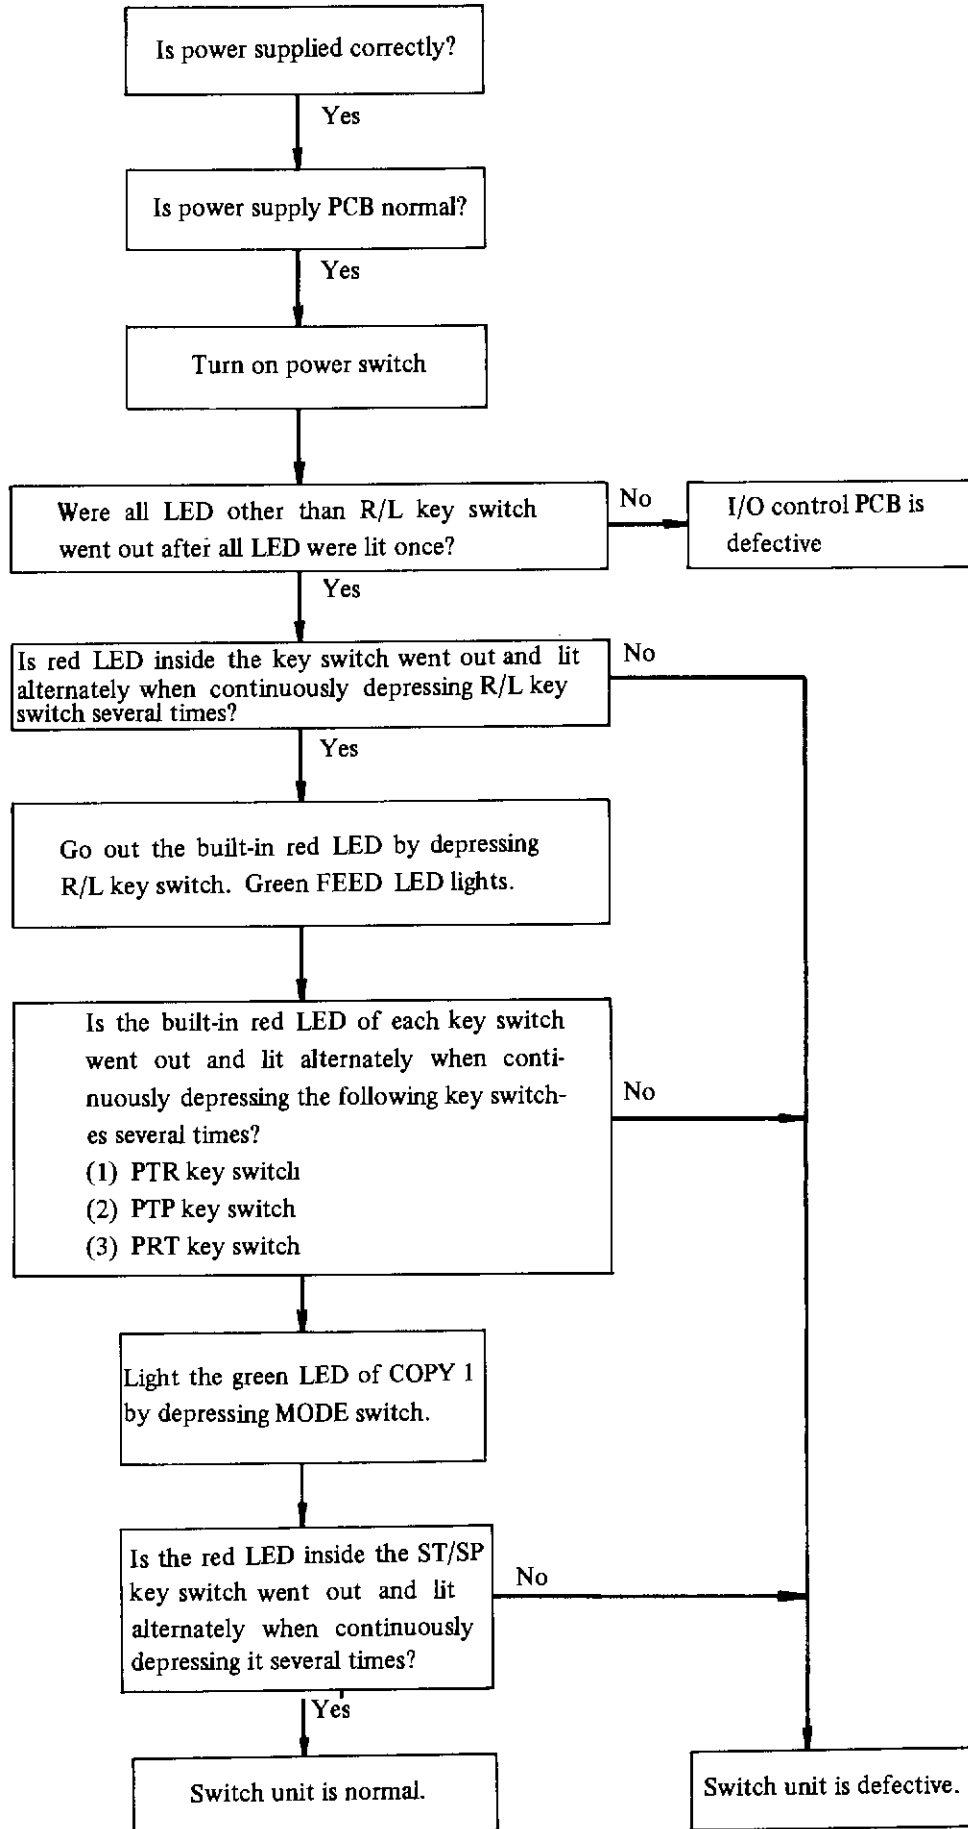 Is power supplied correctly?
Yes
Is power supply PCB normal?
Yes
Turn on power switch
Were all LED other than R/L key switch
went out after all LED were lit once?
No
I/O control PCB is
defective
Yes
Is red LED inside the key switch went out and lit
alternately when continuously depressing R/L key
switch several times?
No
Yes
Go out the built-in red LED by depressing
R/L key switch. Green FEED LED lights.
Is the built-in red LED of each key switch
went out and lit alternately when conti-
nuously depressing the following key switch-
es several times?
(1) PTR key switch
(2) PTP key switch
(3) PRT key switch
No
Light the green LED of COPY 1
by depressing MODE switch.
Is the red LED inside the ST/SP
key switch went out and lit
alternately when continuously
depressing it several times?
No
Yes
Switch unit is normal.
Switch unit is defective.